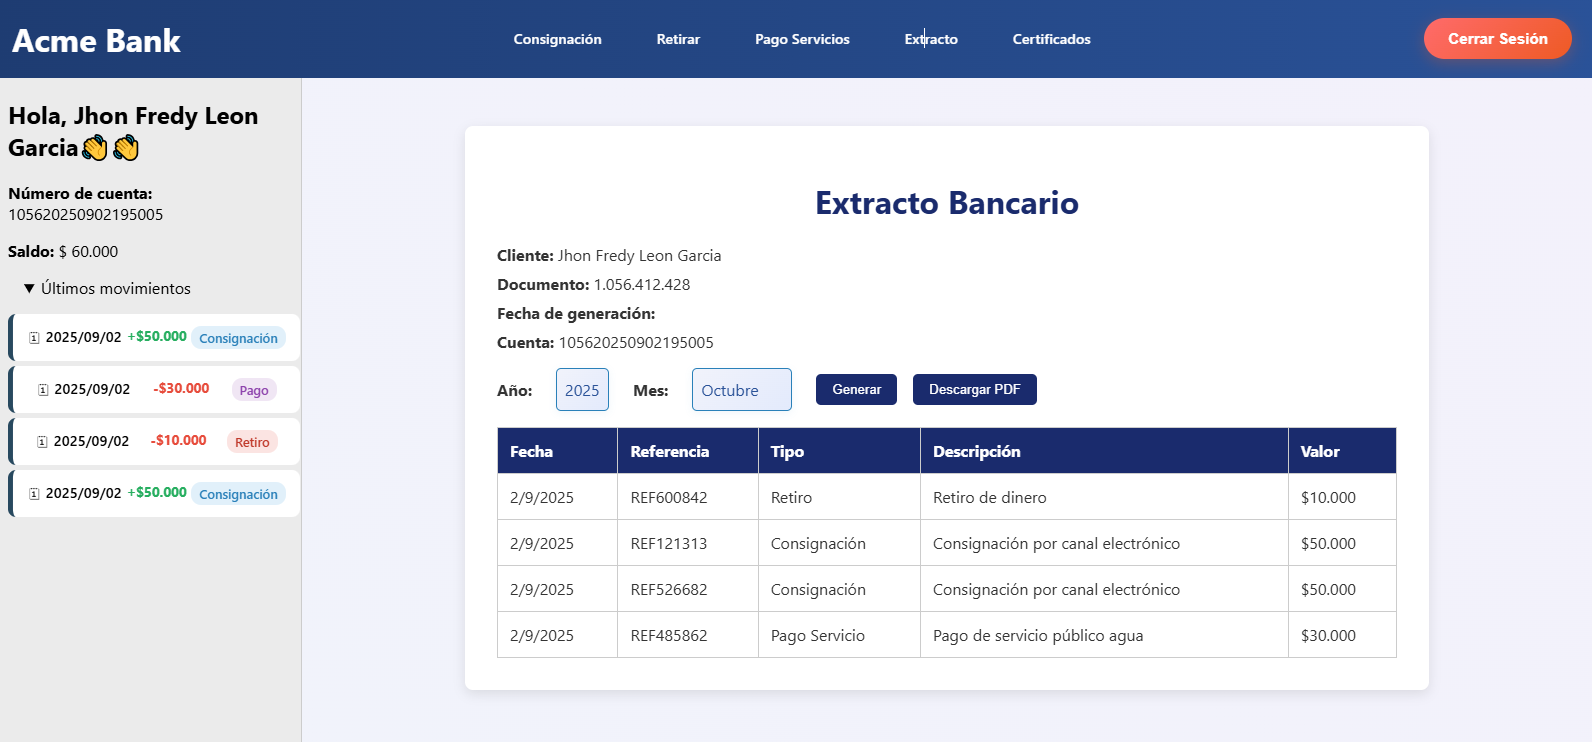 Acme Bank
Consignación Retirar Pago Servicios Extracto Certificados
Cerrar Sesión
Hola, Jhon Fredy Leon
Garcia👋👋
Número de cuenta:
105620250902195005
Saldo: $ 60.000
▼ Últimos movimientos
2025/09/02 +$50.000 Consignación
2025/09/02 -$30.000 Pago
2025/09/02 -$10.000 Retiro
2025/09/02 +$50.000 Consignación
Extracto Bancario
Cliente: Jhon Fredy Leon Garcia
Documento: 1.056.412.428
Fecha de generación:
Cuenta: 105620250902195005
Año: 2025 Mes: Octubre Generar Descargar PDF
Fecha Referencia Tipo Descripción Valor
2/9/2025 REF600842 Retiro Retiro de dinero $10.000
2/9/2025 REF121313 Consignación Consignación por canal electrónico $50.000
2/9/2025 REF526682 Consignación Consignación por canal electrónico $50.000
2/9/2025 REF485862 Pago Servicio Pago de servicio público agua $30.000